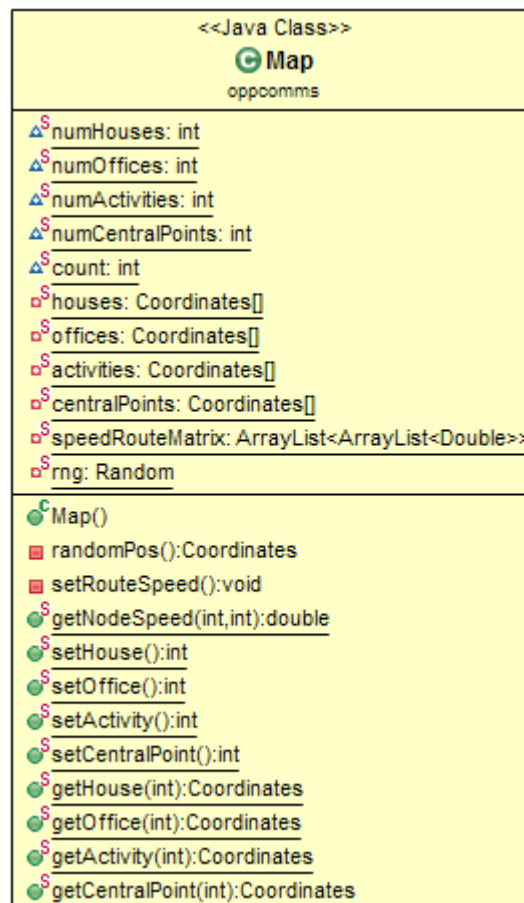 <<Java Class>>
C Map
oppcomms
S numHouses: int
S numOffices: int
S numActivities: int
S numCentralPoints: int
S count: int
S houses: Coordinates[]
S offices: Coordinates[]
S activities: Coordinates[]
S centralPoints: Coordinates[]
S speedRouteMatrix: ArrayList<ArrayList<Double>>
S rng: Random
C Map()
randomPos():Coordinates
setRouteSpeed():void
S getNodeSpeed(int,int):double
S setHouse():int
S setOffice():int
S setActivity():int
S setCentralPoint():int
S getHouse(int):Coordinates
S getOffice(int):Coordinates
S getActivity(int):Coordinates
S getCentralPoint(int):Coordinates